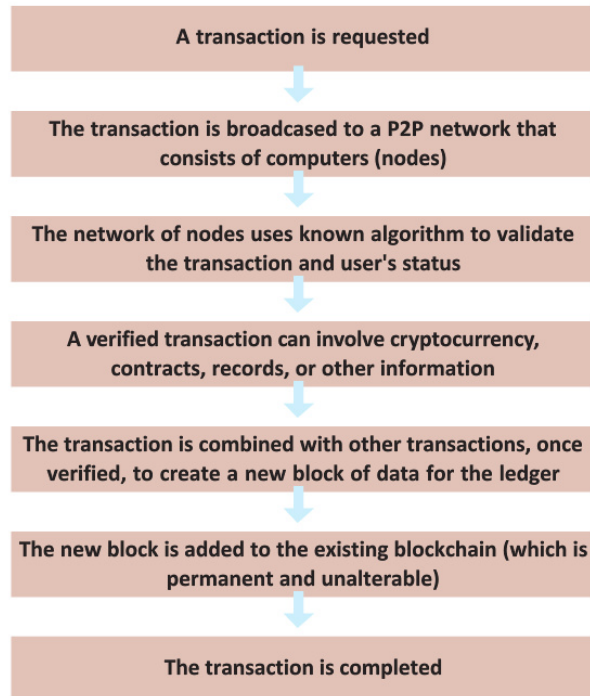 A transaction is requested
The transaction is broadcased to a P2P network that
consists of computers (nodes)
The network of nodes uses known algorithm to validate
the transaction and user's status
A verified transaction can involve cryptocurrency,
contracts, records, or other information
The transaction is combined with other transactions, once
verified, to create a new block of data for the ledger
The new block is added to the existing blockchain (which is
permanent and unalterable)
The transaction is completed